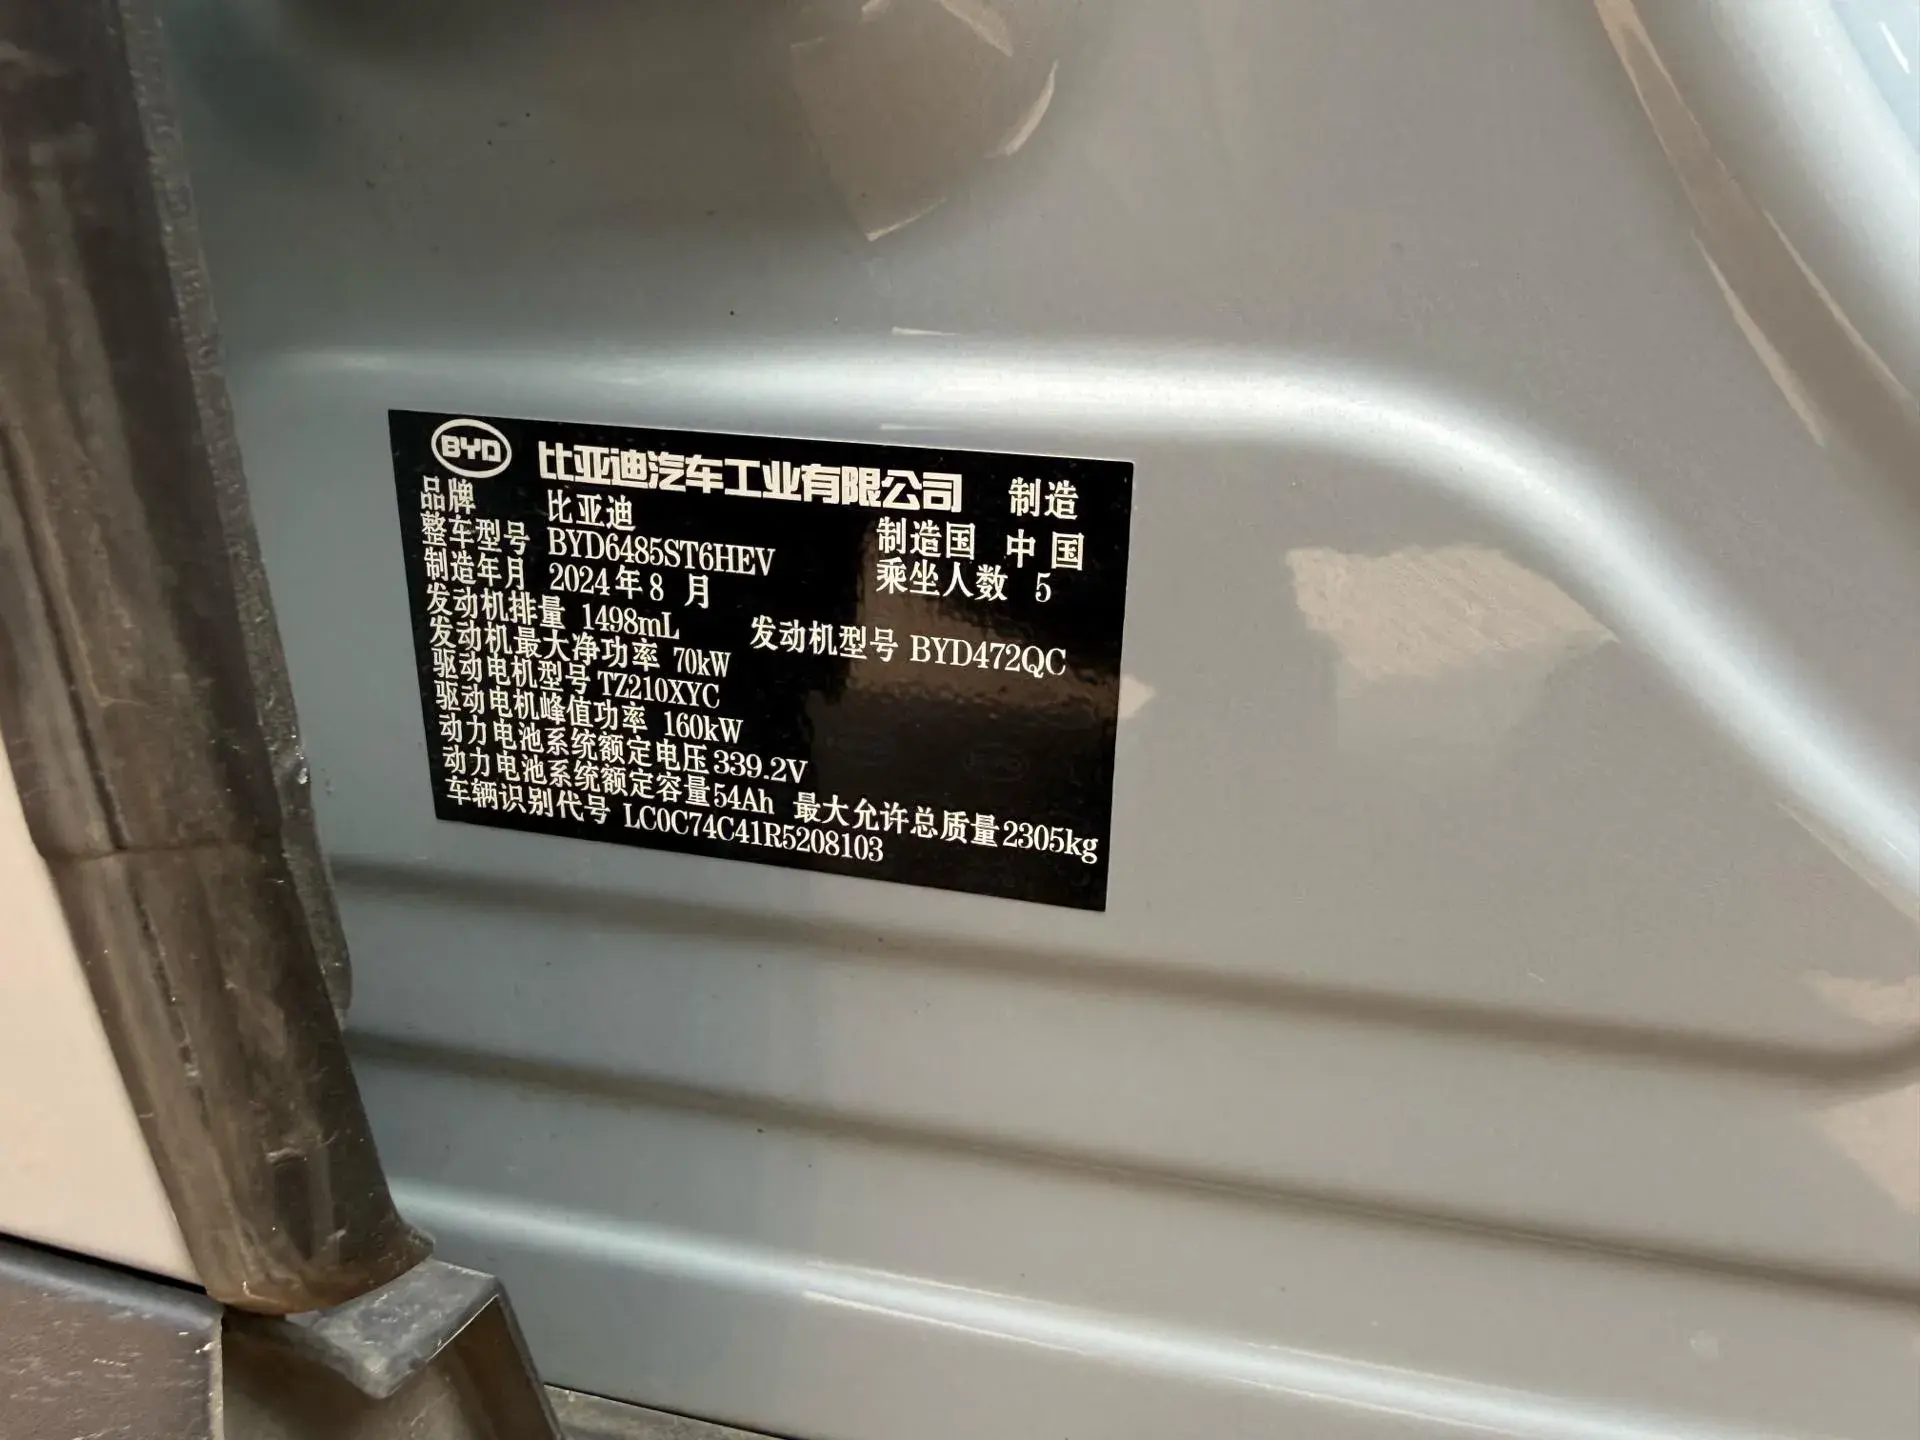 BYD 比亚迪汽车工业有限公司 制造
品牌 比亚迪 制造国 中国
整车型号 BYD6485ST6HEV 乘坐人数 5
制造年月 2024年8月
发动机排量 1498mL 发动机型号 BYD472QC
发动机最大净功率 70kW
驱动电机型号 TZ210XYC
驱动电机峰值功率 160kW
动力电池系统额定电压 339.2V
动力电池系统额定容量 54Ah 最大允许总质量 2305kg
车辆识别代号 LC0C74C41R5208103